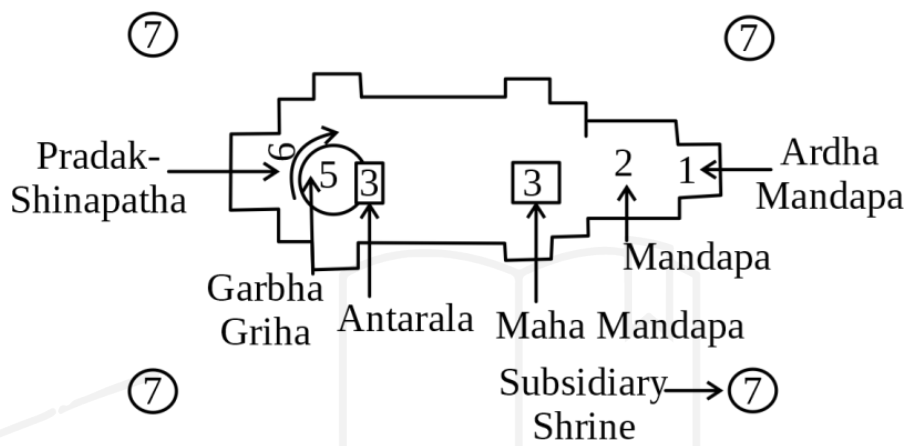 7
7
6
5
3
3
2
1
Pradak-
Shinapatha
Ardha
Mandapa
Mandapa
Garbha
Griha
Antarala
Maha Mandapa
Subsidiary
Shrine
7
7